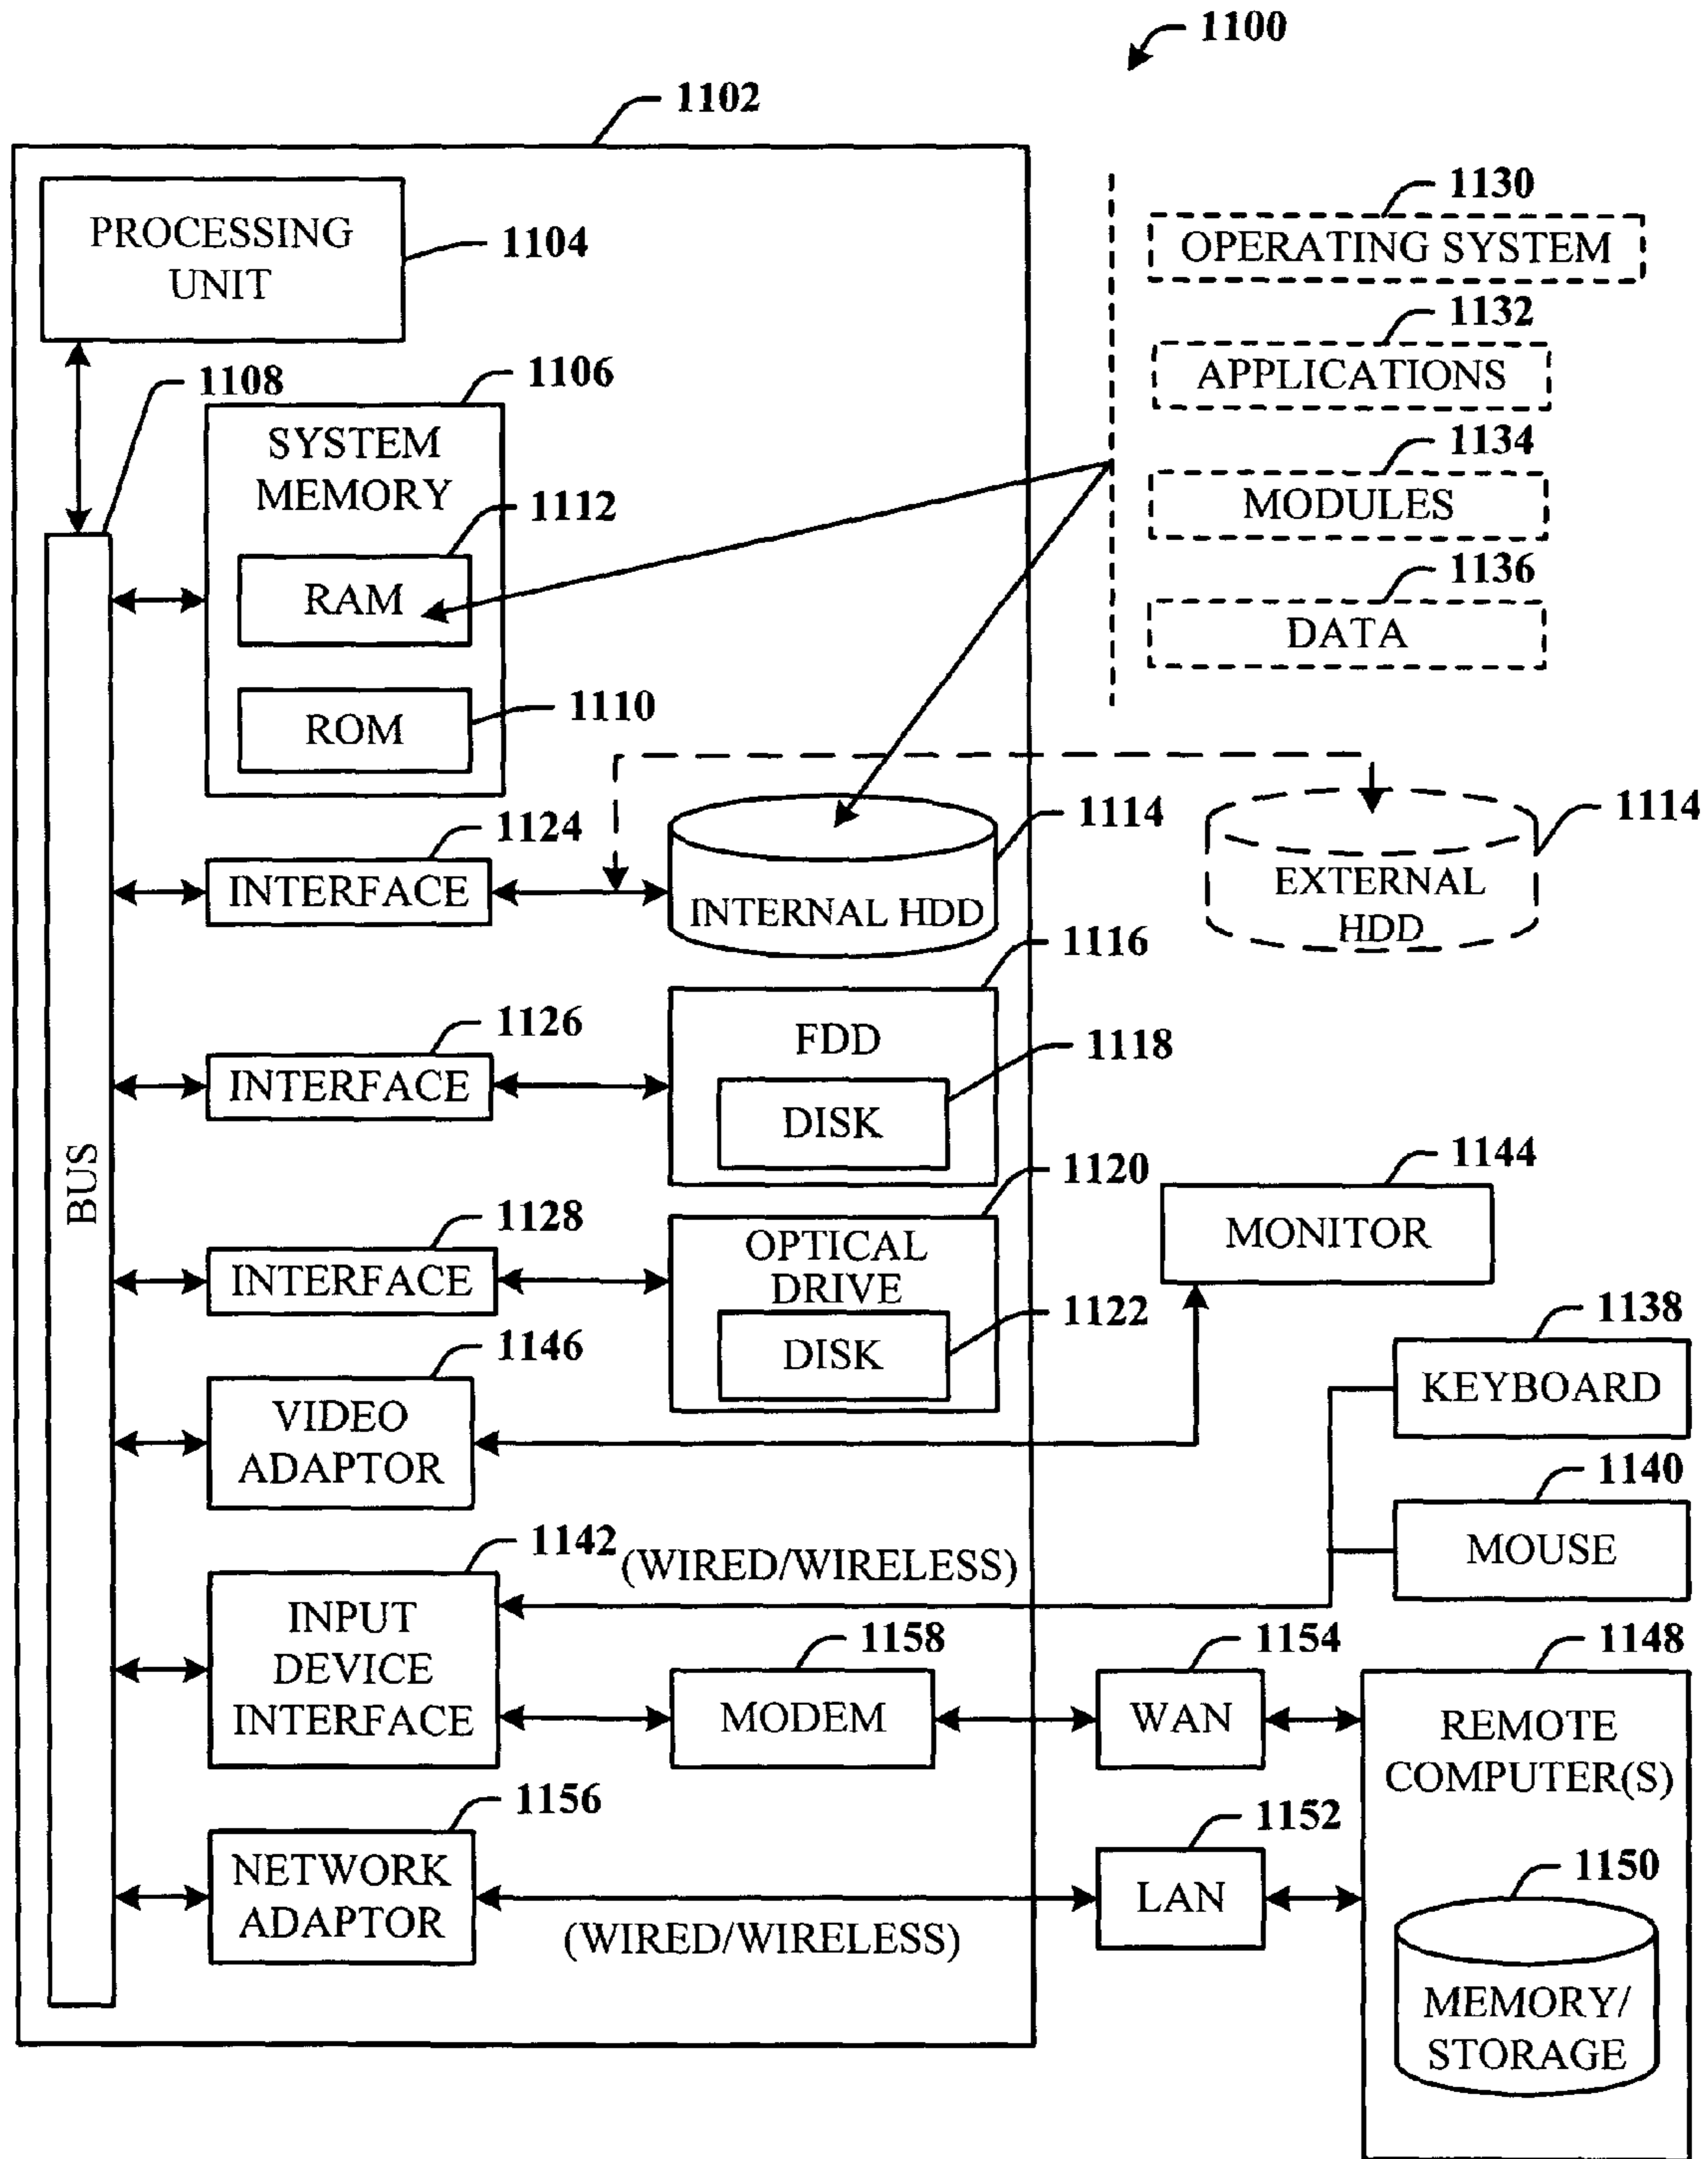 1100
1102
PROCESSING
UNIT
1104
1108
1106
SYSTEM
MEMORY
1112
RAM
1110
ROM
1130
OPERATING SYSTEM
1132
APPLICATIONS
1134
MODULES
1136
DATA
BUS
1124
INTERFACE
1114
INTERNAL HDD
1114
EXTERNAL
HDD
1126
INTERFACE
1116
FDD
1118
DISK
1128
INTERFACE
1120
OPTICAL
DRIVE
1122
DISK
1144
MONITOR
1146
VIDEO
ADAPTOR
1138
KEYBOARD
1140
MOUSE
1142
(WIRED/WIRELESS)
INPUT
DEVICE
INTERFACE
1158
MODEM
1154
WAN
1148
REMOTE
COMPUTER(S)
1156
NETWORK
ADAPTOR
(WIRED/WIRELESS)
1152
LAN
1150
MEMORY/
STORAGE